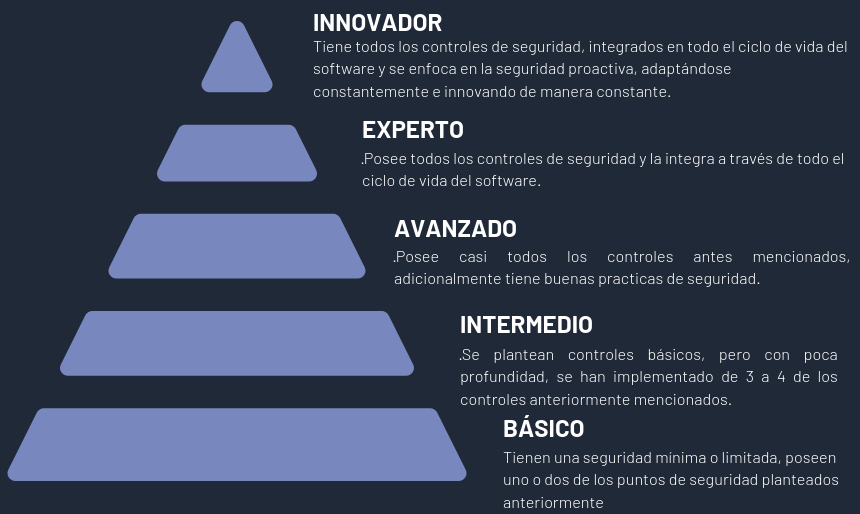 INNOVADOR
Tiene todos los controles de seguridad, integrados en todo el ciclo de vida del
software y se enfoca en la seguridad proactiva, adaptándose
constantemente e innovando de manera constante.
EXPERTO
.Posee todos los controles de seguridad y la integra a través de todo el
ciclo de vida del software.
AVANZADO
.Posee casi todos los controles antes mencionados,
adicionalmente tiene buenas practicas de seguridad.
INTERMEDIO
.Se plantean controles básicos, pero con poca
profundidad, se han implementado de 3 a 4 de los
controles anteriormente mencionados.
BÁSICO
Tienen una seguridad mínima o limitada, poseen
uno o dos de los puntos de seguridad planteados
anteriormente